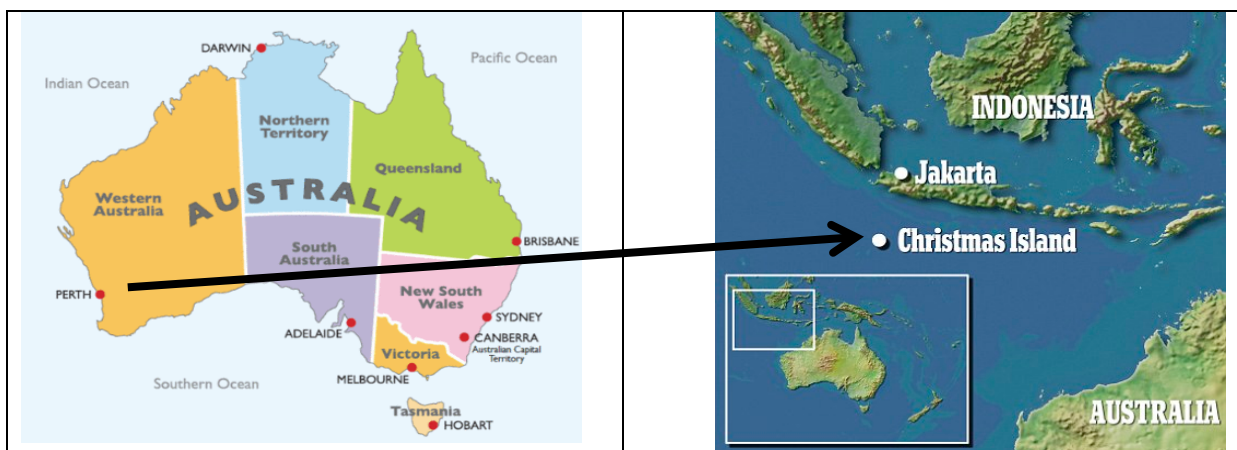 DARWIN
Pacific Ocean
Indian Ocean
Northern
Territory
Queensland
Western
Australia
AUSTRALIA
South
Australia
BRISBANE
PERTH
New South
Wales
SYDNEY
ADELAIDE
CANBERRA
Australian Capital
Territory
Victoria
MELBOURNE
Southern Ocean
Tasmania
HOBART
INDONESIA
Jakarta
Christmas Island
AUSTRALIA